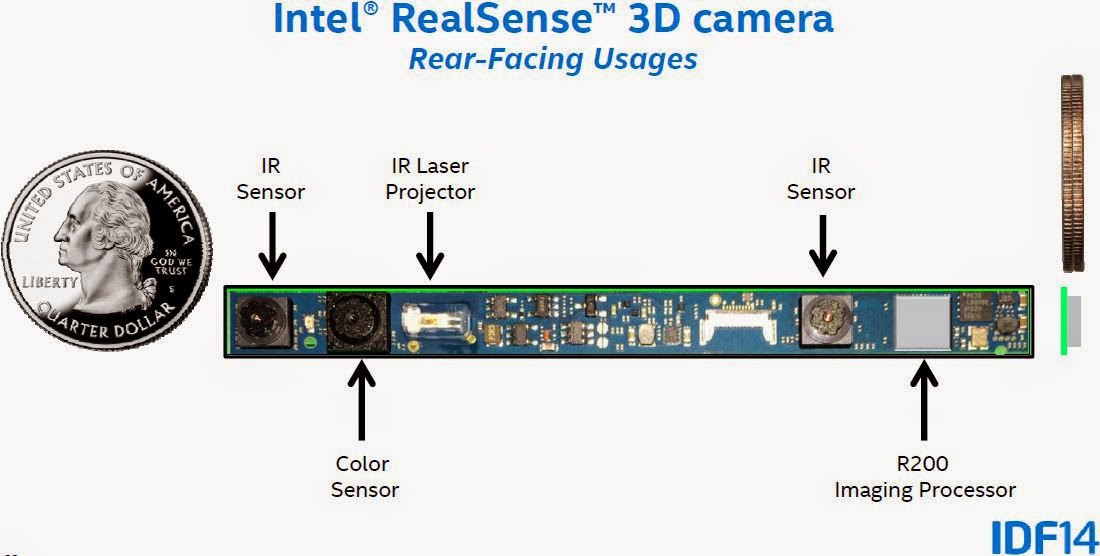 Intel® RealSense™ 3D camera
Rear-Facing Usages
IR
Sensor
IR Laser
Projector
IR
Sensor
UNITED STATES OF AMERICA
LIBERTY
IN
GOD WE
TRUST
S
QUARTER DOLLAR
Color
Sensor
R200
Imaging Processor
IDF14